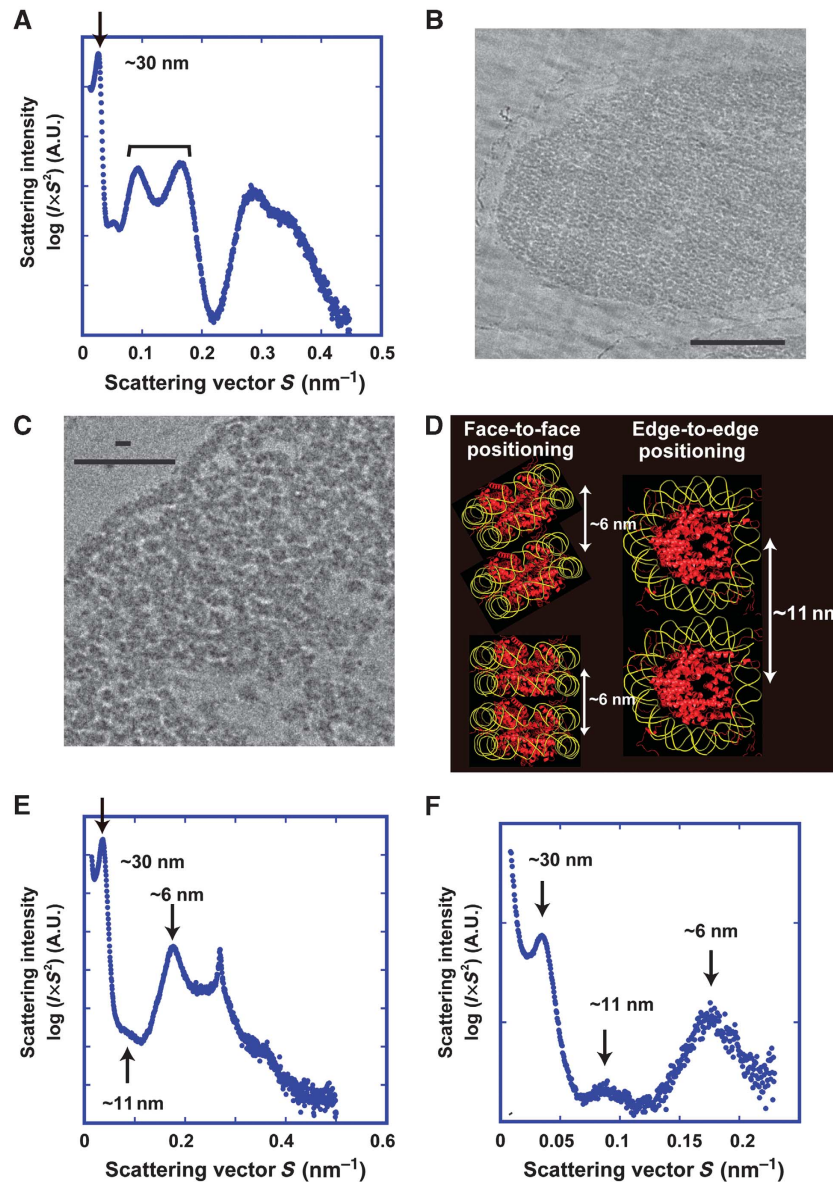 A
Scattering intensity
log (I×S²) (A.U.)
~30 nm
0
0.1
0.2
0.3
0.4
0.5
Scattering vector S (nm⁻¹)
B
C
D
Face-to-face
positioning
Edge-to-edge
positioning
~6 nm
~6 nm
~11 nm
E
Scattering intensity
log (I×S²) (A.U.)
~30 nm
~6 nm
~11 nm
0
0.2
0.4
0.6
Scattering vector S (nm⁻¹)
F
Scattering intensity
log (I×S²) (A.U.)
~30 nm
~6 nm
~11 nm
0
0.05
0.1
0.15
0.2
Scattering vector S (nm⁻¹)